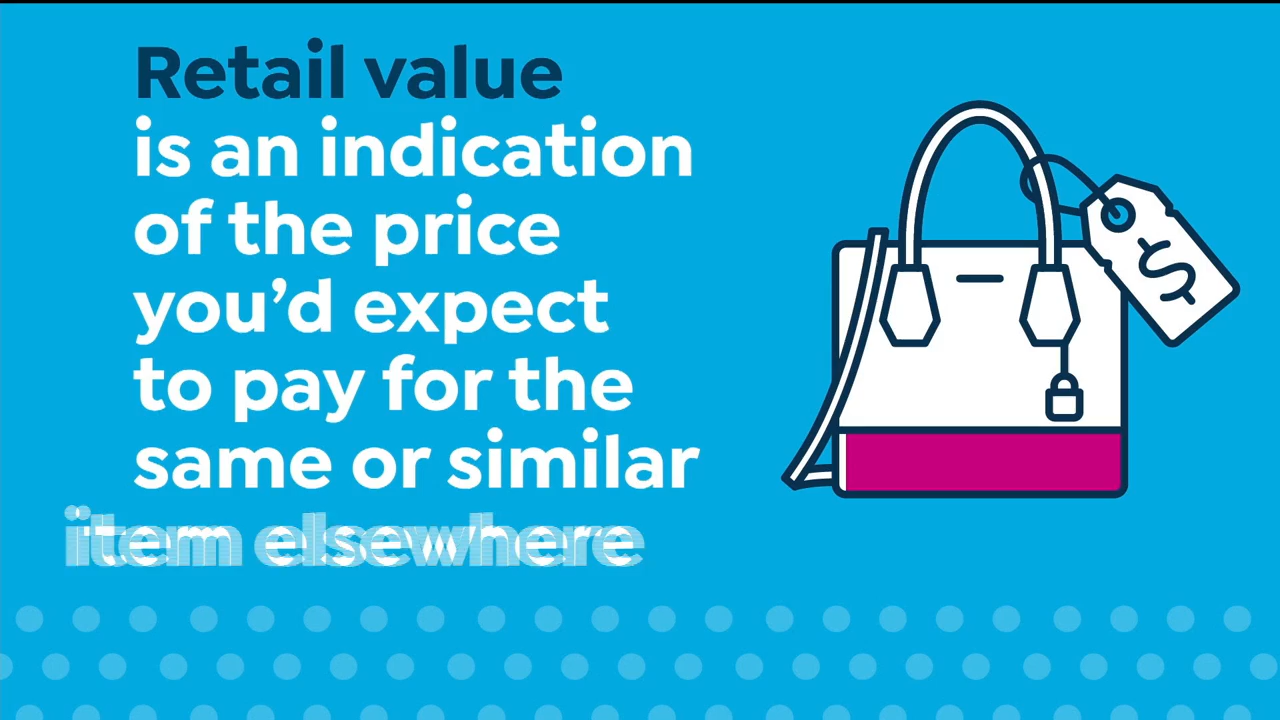 Retail value
is an indication
of the price
you’d expect
to pay for the
same or similar
item elsewhere
$